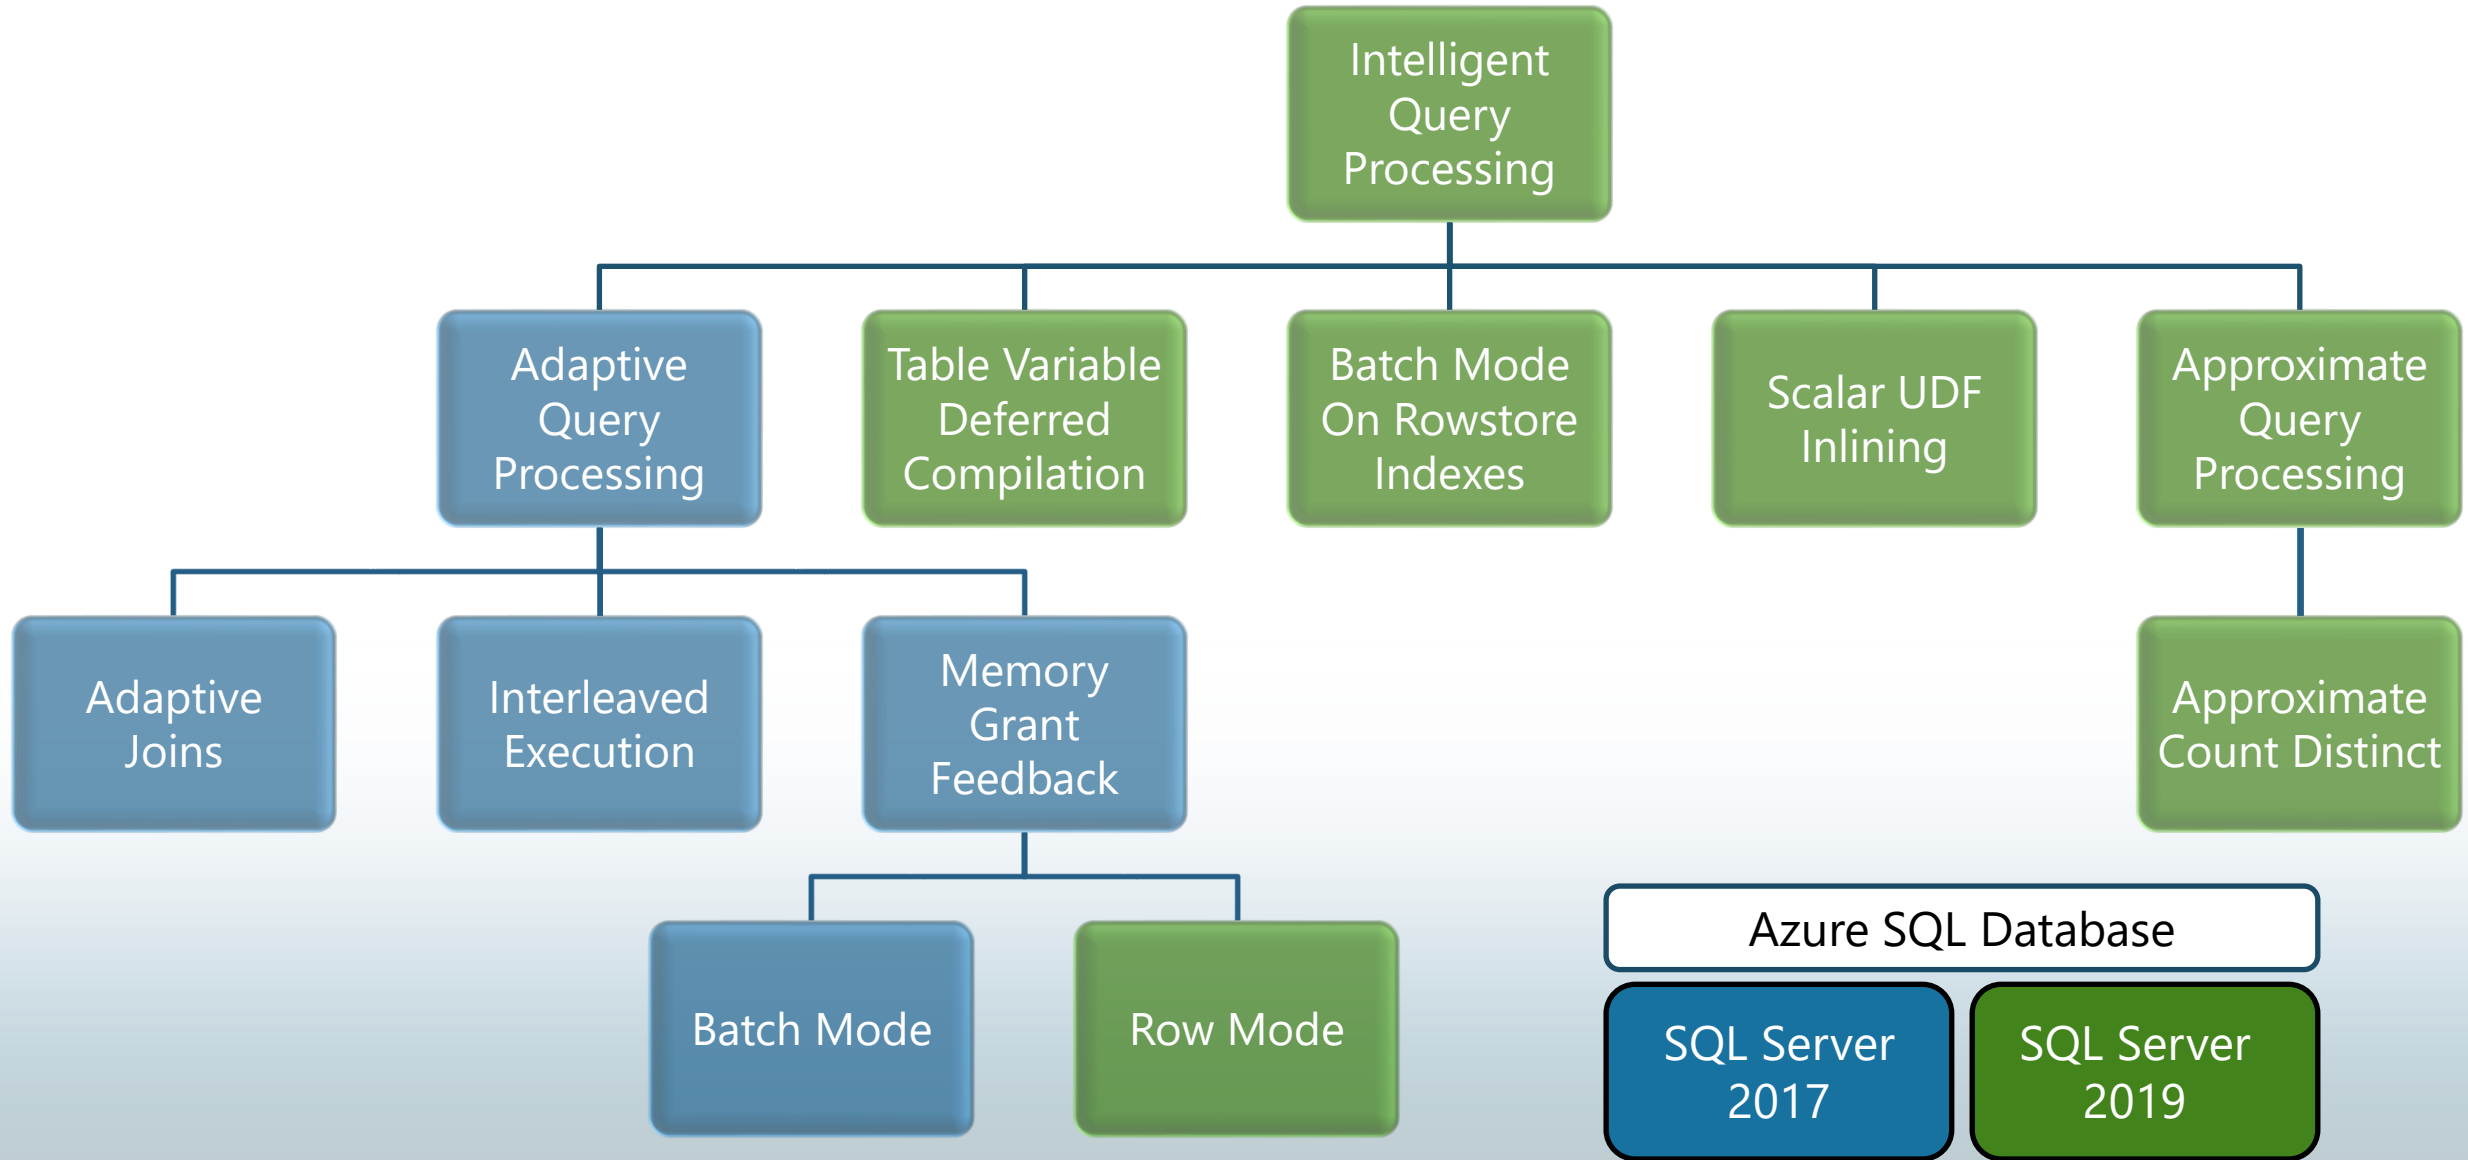 Intelligent
Query
Processing
Adaptive
Query
Processing
Table Variable
Deferred
Compilation
Batch Mode
On Rowstore
Indexes
Scalar UDF
Inlining
Approximate
Query
Processing
Adaptive
Joins
Interleaved
Execution
Memory
Grant
Feedback
Approximate
Count Distinct
Batch Mode
Row Mode
Azure SQL Database
SQL Server
2017
SQL Server
2019